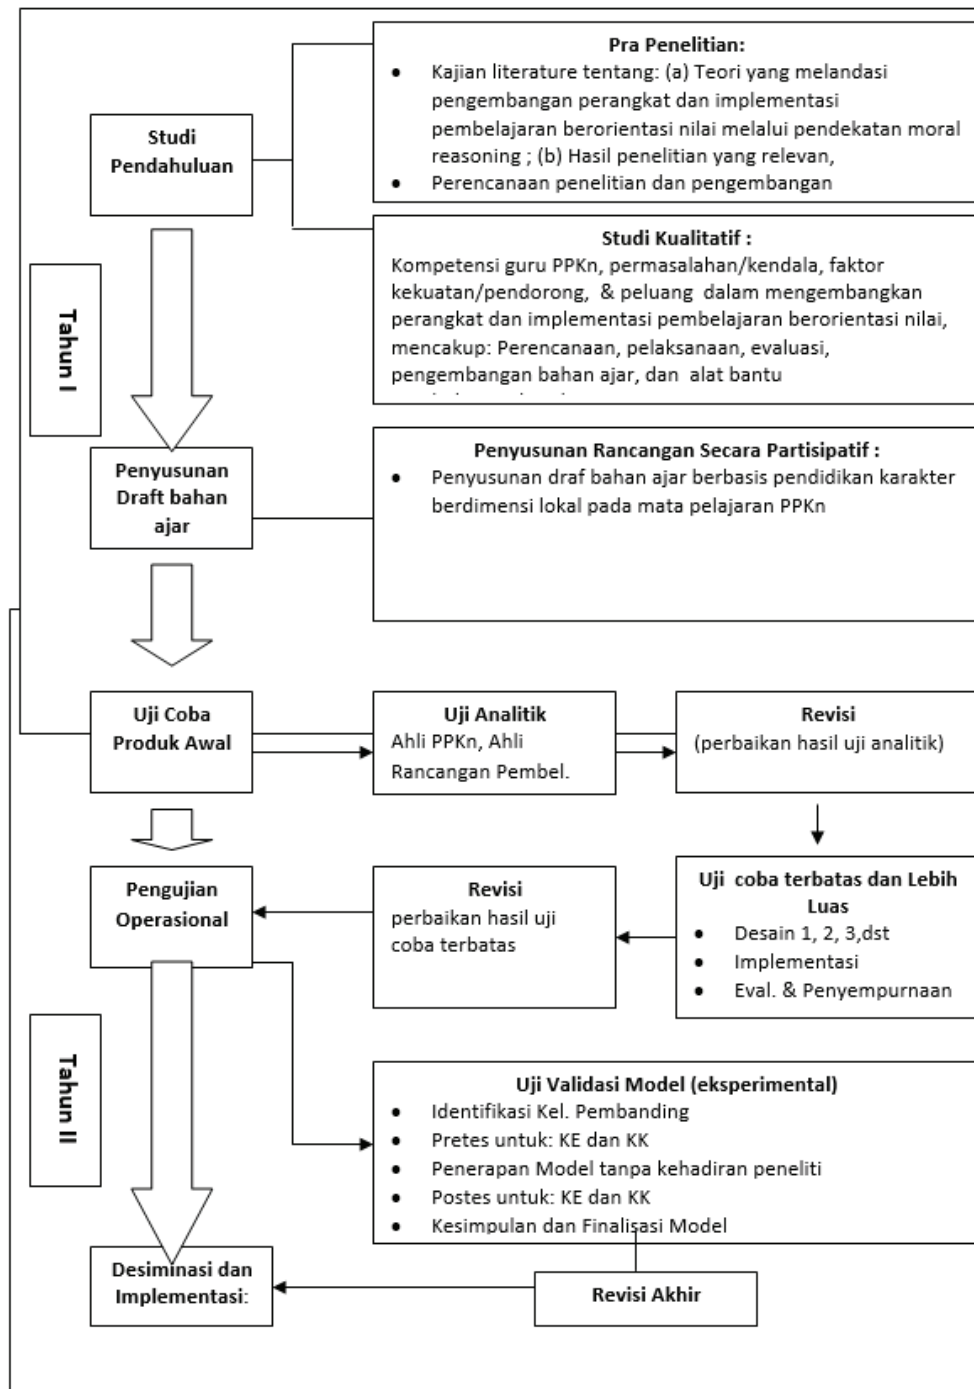 Pra Penelitian:
• Kajian literature tentang: (a) Teori yang melandasi
pengembangan perangkat dan implementasi
pembelajaran berorientasi nilai melalui pendekatan moral
reasoning ; (b) Hasil penelitian yang relevan,
• Perencanaan penelitian dan pengembangan
Studi
Pendahuluan
Studi Kualitatif :
Kompetensi guru PPKn, permasalahan/kendala, faktor
kekuatan/pendorong, & peluang dalam mengembangkan
perangkat dan implementasi pembelajaran berorientasi nilai,
mencakup: Perencanaan, pelaksanaan, evaluasi,
pengembangan bahan ajar, dan alat bantu
Tahun I
Penyusunan
Draft bahan
ajar
Penyusunan Rancangan Secara Partisipatif :
• Penyusunan draf bahan ajar berbasis pendidikan karakter
berdimensi lokal pada mata pelajaran PPKn
Uji Coba
Produk Awal
Uji Analitik
Ahli PPKn, Ahli
Rancangan Pembel.
Revisi
(perbaikan hasil uji analitik)
Pengujian
Operasional
Revisi
perbaikan hasil uji
coba terbatas
Uji coba terbatas dan Lebih
Luas
• Desain 1, 2, 3,dst
• Implementasi
• Eval. & Penyempurnaan
Tahun II
Uji Validasi Model (eksperimental)
• Identifikasi Kel. Pembanding
• Pretes untuk: KE dan KK
• Penerapan Model tanpa kehadiran peneliti
• Postes untuk: KE dan KK
• Kesimpulan dan Finalisasi Model
Desiminasi dan
Implementasi:
Revisi Akhir